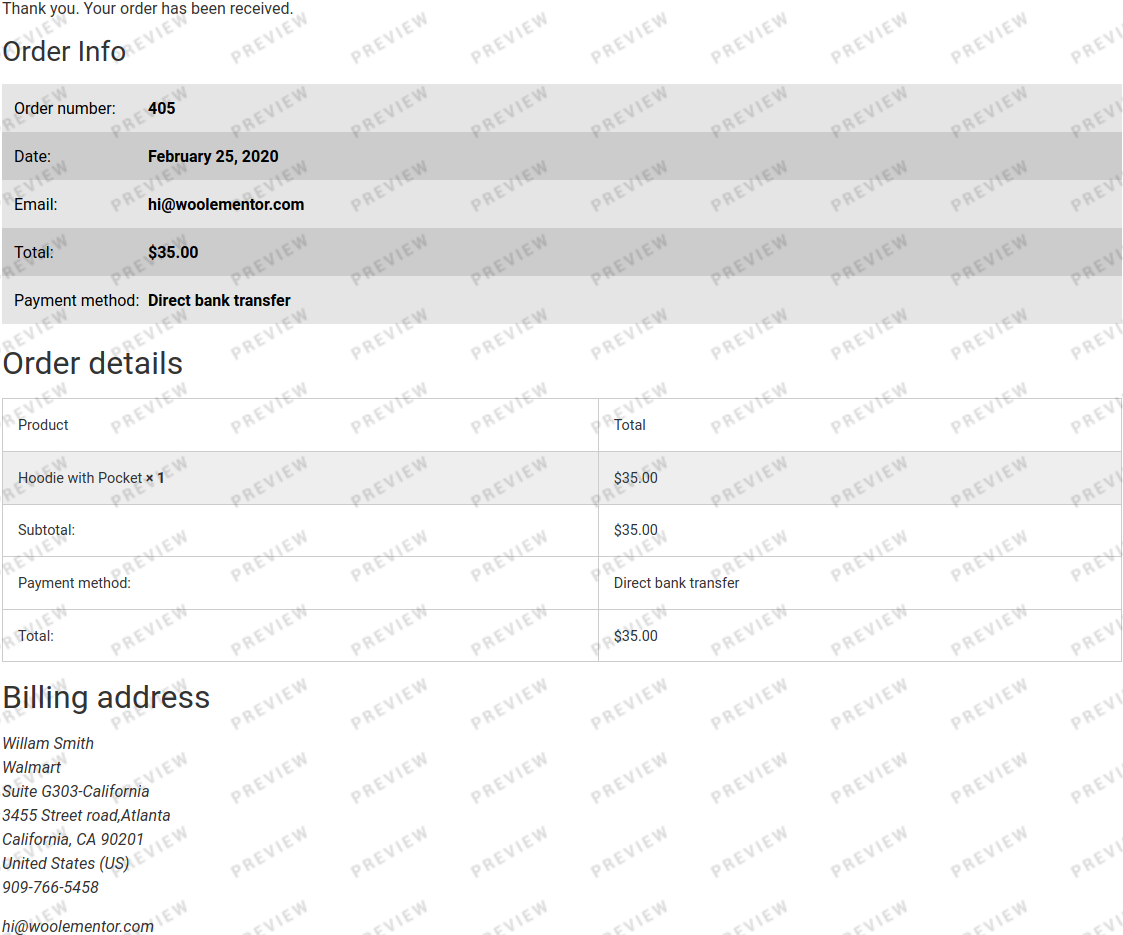 Thank you. Your order has been received.
Order Info
Order number: 405
Date: February 25, 2020
Email: hi@woolementor.com
Total: $35.00
Payment method: Direct bank transfer
Order details
Product Total
Hoodie with Pocket × 1 $35.00
Subtotal: $35.00
Payment method: Direct bank transfer
Total: $35.00
Billing address
Willam Smith
Walmart
Suite G303-California
3455 Street road,Atlanta
California, CA 90201
United States (US)
909-766-5458
hi@woolementor.com
PREVIEW